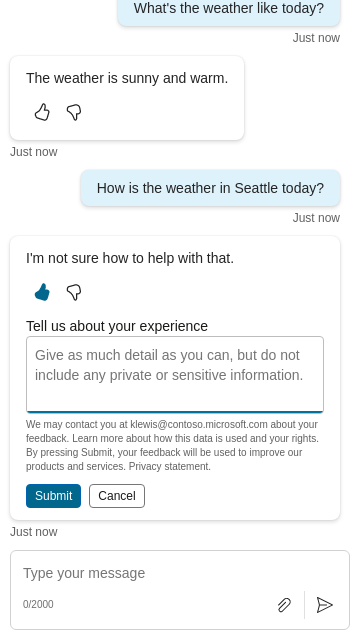 What's the weather like today?
Just now
The weather is sunny and warm.
Just now
How is the weather in Seattle today?
Just now
I'm not sure how to help with that.
Tell us about your experience
Give as much detail as you can, but do not
include any private or sensitive information.
We may contact you at klewis@contoso.microsoft.com about your
feedback. Learn more about how this data is used and your rights.
By pressing Submit, your feedback will be used to improve our
products and services. Privacy statement.
Submit Cancel
Just now
Type your message
0/2000